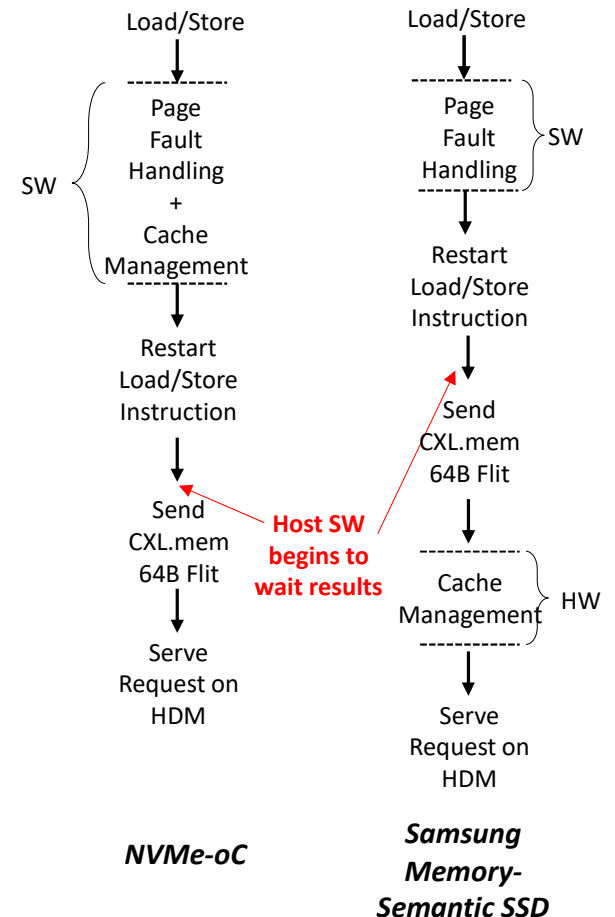 Load/Store
SW
Page
Fault
Handling
+
Cache
Management
Restart
Load/Store
Instruction
Send
CXL.mem
64B Flit
Serve
Request on
HDM
NVMe-oC
Host SW
begins to
wait results
Load/Store
Page
Fault
Handling
SW
Restart
Load/Store
Instruction
Send
CXL.mem
64B Flit
Cache
Management
HW
Serve
Request on
HDM
Samsung
Memory-
Semantic SSD